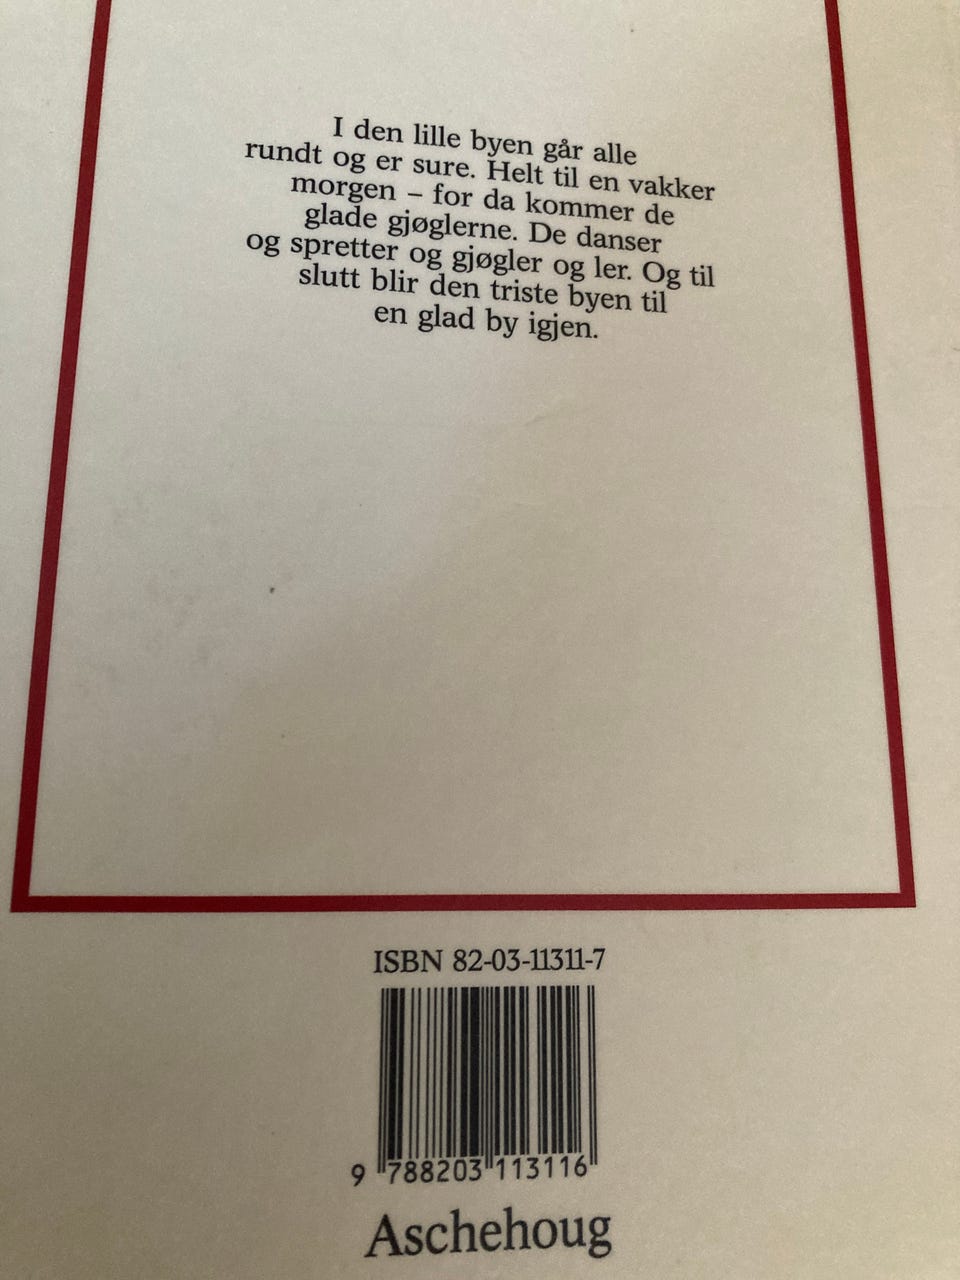 I den lille byen går alle
rundt og er sure. Helt til en vakker
morgen – for da kommer de
glade gjøglerne. De danser
og spretter og gjøgler og ler. Og til
slutt blir den triste byen til
en glad by igjen.
ISBN 82-03-11311-7
9 788203 113116
Aschehoug